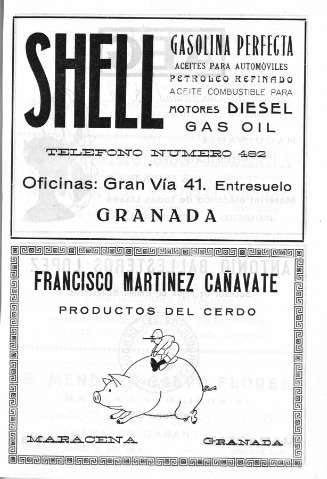 SHELL
GASOLINA PERFECTA
ACEITES PARA AUTOMÓVILES
PETROLEO REFINADO
ACEITE COMBUSTIBLE PARA
MOTORES DIESEL
GAS OIL
TELEFONO NUMERO 482
Oficinas: Gran Vía 41. Entresuelo
GRANADA
FRANCISCO MARTINEZ CAÑAVATE
PRODUCTOS DEL CERDO
MARACENA GRANADA